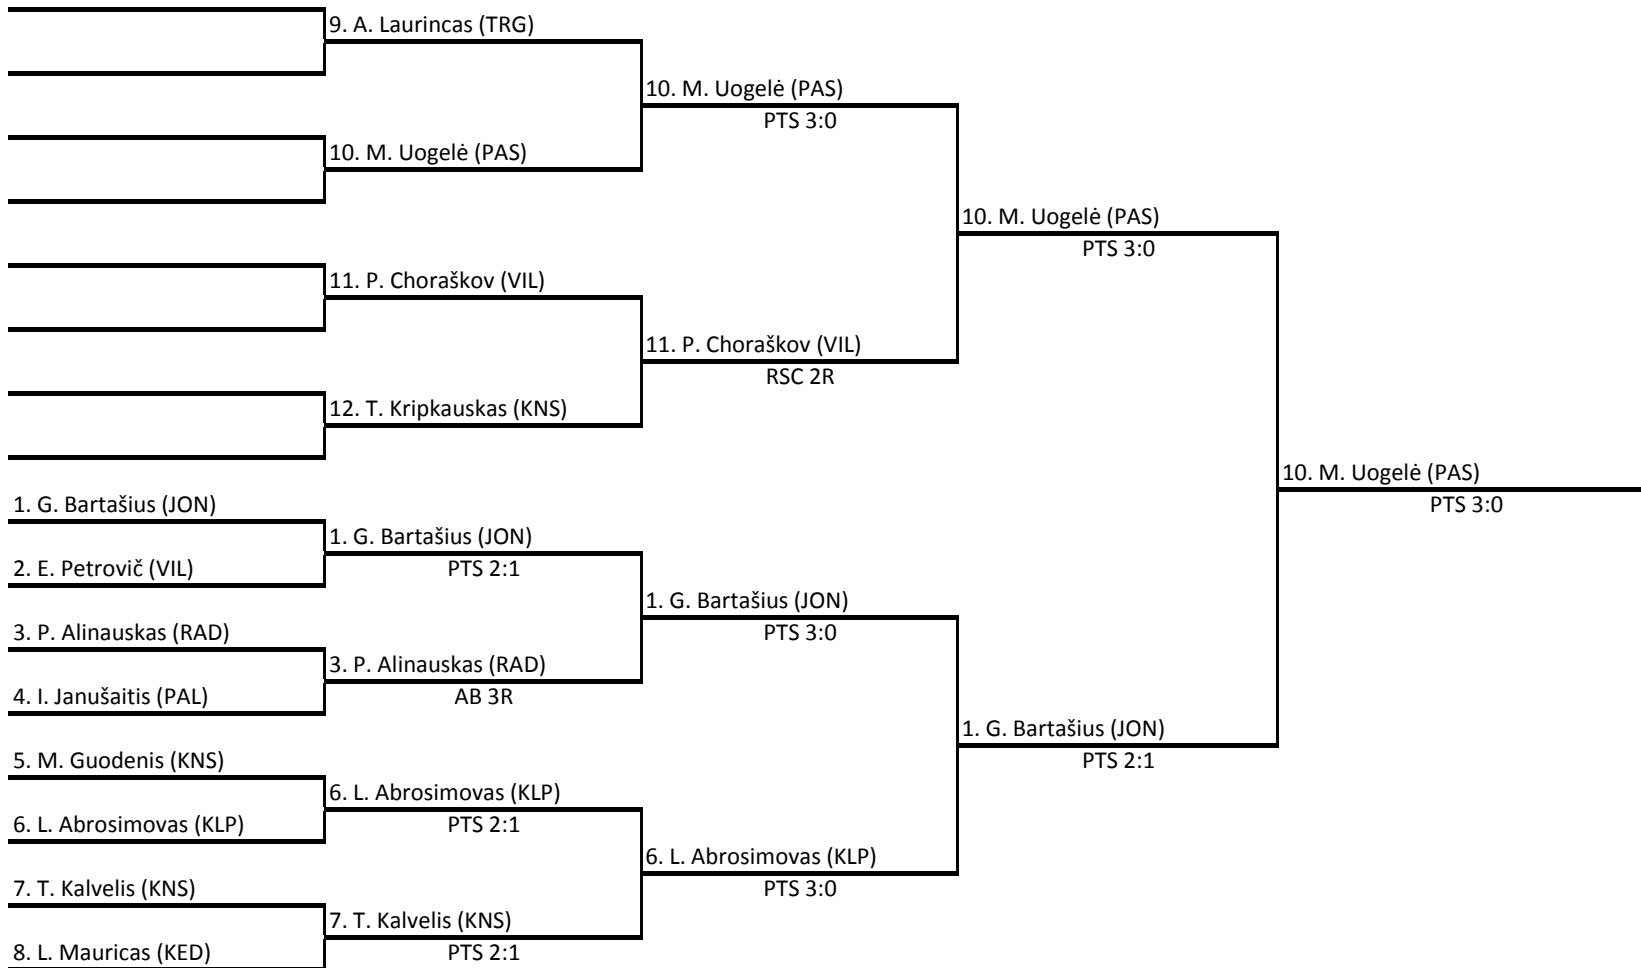 9. A. Laurincas (TRG)
10. M. Uogelė (PAS)
PTS 3:0
10. M. Uogelė (PAS)
10. M. Uogelė (PAS)
PTS 3:0
11. P. Choraškov (VIL)
11. P. Choraškov (VIL)
RSC 2R
12. T. Kripkauskas (KNS)
10. M. Uogelė (PAS)
PTS 3:0
1. G. Bartašius (JON)
1. G. Bartašius (JON)
PTS 2:1
2. E. Petrovič (VIL)
1. G. Bartašius (JON)
PTS 3:0
3. P. Alinauskas (RAD)
3. P. Alinauskas (RAD)
AB 3R
4. I. Janušaitis (PAL)
1. G. Bartašius (JON)
PTS 2:1
5. M. Guodenis (KNS)
6. L. Abrosimovas (KLP)
PTS 2:1
6. L. Abrosimovas (KLP)
6. L. Abrosimovas (KLP)
PTS 3:0
7. T. Kalvelis (KNS)
7. T. Kalvelis (KNS)
PTS 2:1
8. L. Mauricas (KED)